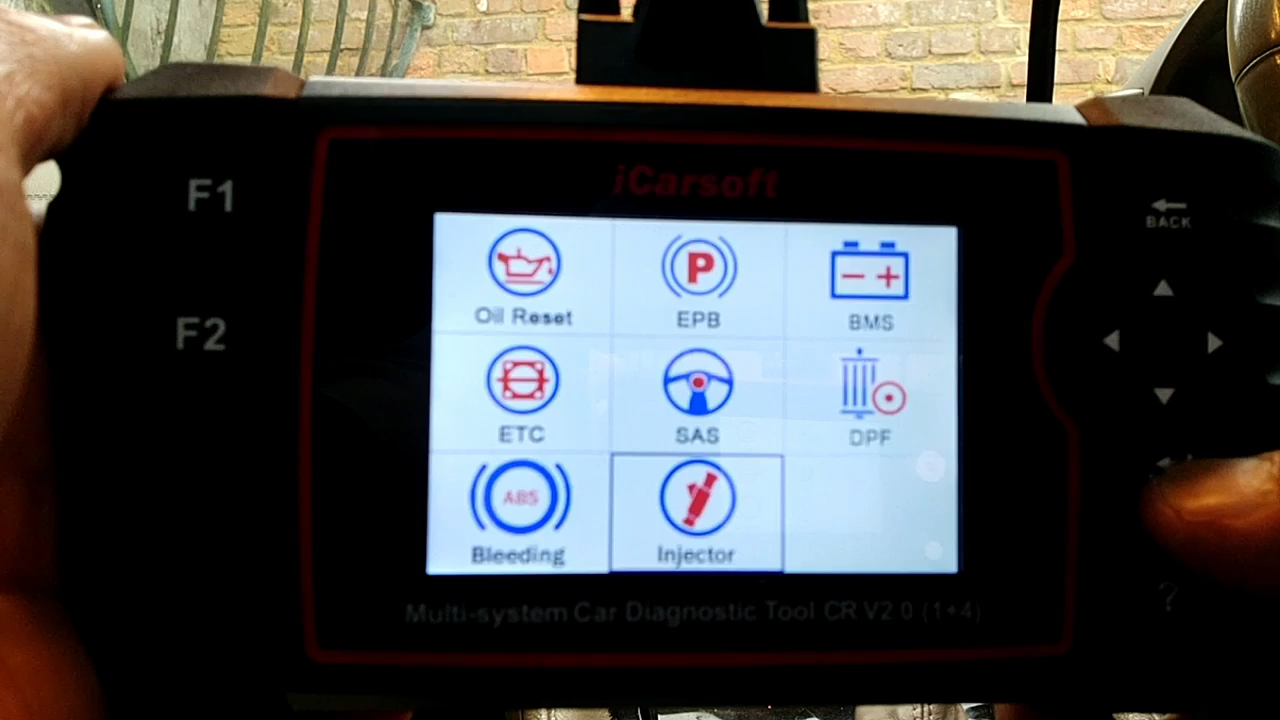 iCarsoft
F1
BACK
Oil Reset
EPB
BMS
F2
ETC
SAS
DPF
ABS
Bleeding
Injector
?
Multi-system Car Diagnostic Tool CR V2.0 (1+4)